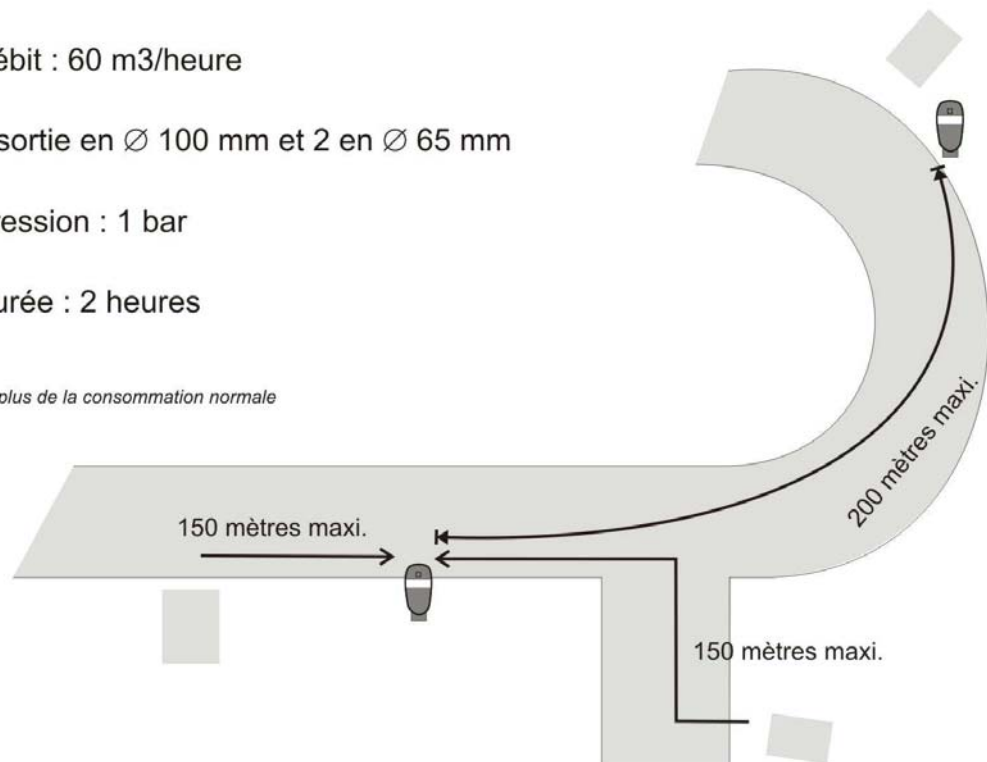 ébit : 60 m3/heure
sortie en ∅ 100 mm et 2 en ∅ 65 mm
ression : 1 bar
urée : 2 heures
plus de la consommation normale
150 mètres maxi.
200 mètres maxi.
150 mètres maxi.